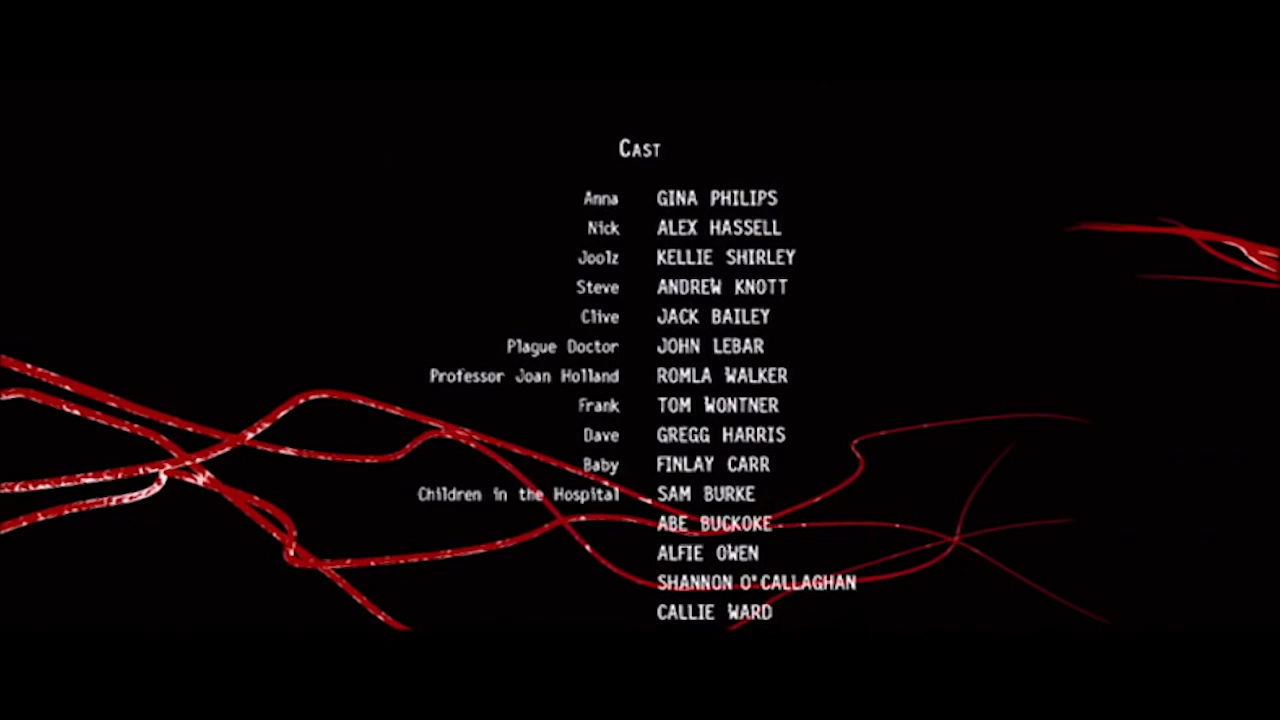 CAST
Anna GINA PHILIPS
Nick ALEX HASSELL
Joolz KELLIE SHIRLEY
Steve ANDREW KNOTT
Clive JACK BAILEY
Plague Doctor JOHN LEBAR
Professor Joan Holland ROMLA WALKER
Frank TOM WONTNER
Dave GREGG HARRIS
Baby FINLAY CARR
Children in the Hospital SAM BURKE
ABE BUCKOKE
ALFIE OWEN
SHANNON O'CALLAGHAN
CALLIE WARD